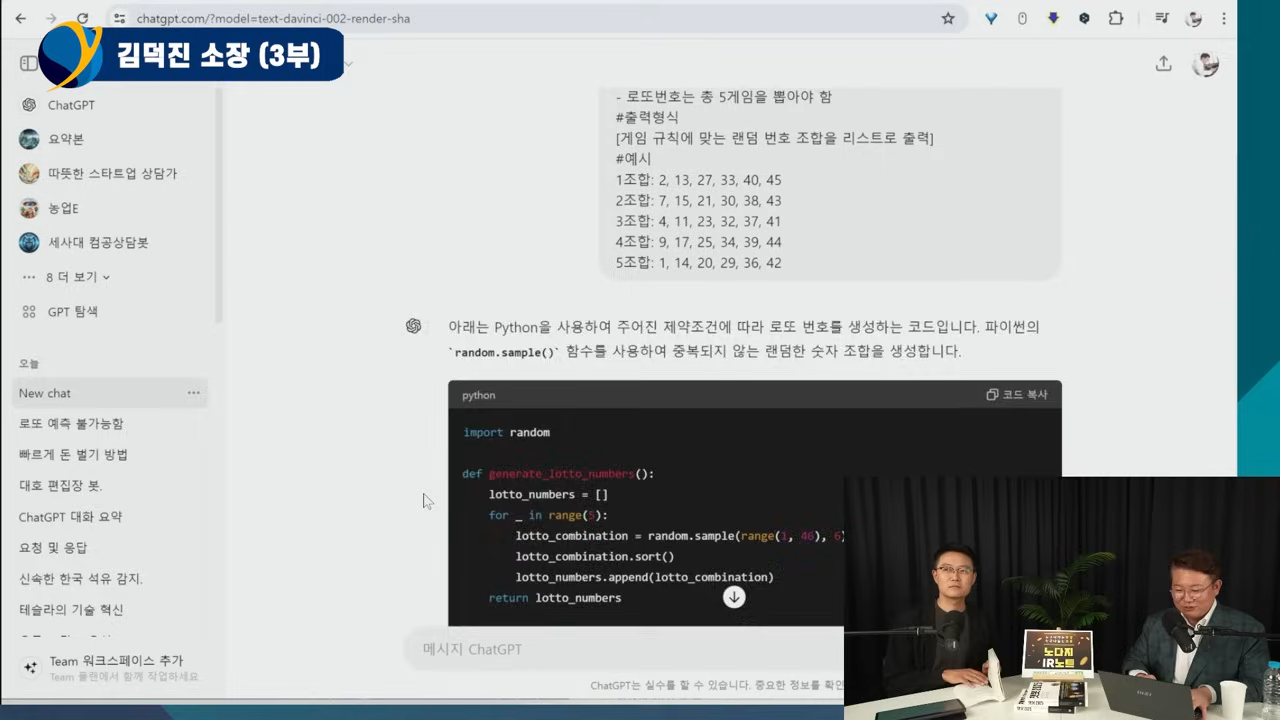 chatgpt.com/?model=text-davinci-002-render-sha
김덕진 소장 (3부)
ChatGPT
요약본
따뜻한 스타트업 상담가
농업E
세사대 컴공상담봇
8 더 보기
GPT 탐색
오늘
New chat
로또 예측 불가능함
빠르게 돈 벌기 방법
대호 편집장 봇.
ChatGPT 대화 요약
요청 및 응답
신속한 한국 석유 감지.
테슬라의 기술 혁신
Team 워크스페이스 추가
Team 플랜에서 함께 작업하세요
- 로또번호는 총 5게임을 뽑아야 함
#출력형식
[게임 규칙에 맞는 랜덤 번호 조합을 리스트로 출력]
#예시
1조합: 2, 13, 27, 33, 40, 45
2조합: 7, 15, 21, 30, 38, 43
3조합: 4, 11, 23, 32, 37, 41
4조합: 9, 17, 25, 34, 39, 44
5조합: 1, 14, 20, 29, 36, 42
아래는 Python을 사용하여 주어진 제약조건에 따라 로또 번호를 생성하는 코드입니다. 파이썬의
`random.sample()` 함수를 사용하여 중복되지 않는 랜덤한 숫자 조합을 생성합니다.
python
코드 복사
import random
def generate_lotto_numbers():
lotto_numbers = []
for _ in range(5):
lotto_combination = random.sample(range(1, 46), 6)
lotto_combination.sort()
lotto_numbers.append(lotto_combination)
return lotto_numbers
메시지 ChatGPT
ChatGPT는 실수를 할 수 있습니다. 중요한 정보를 확인
노다지
IR노트